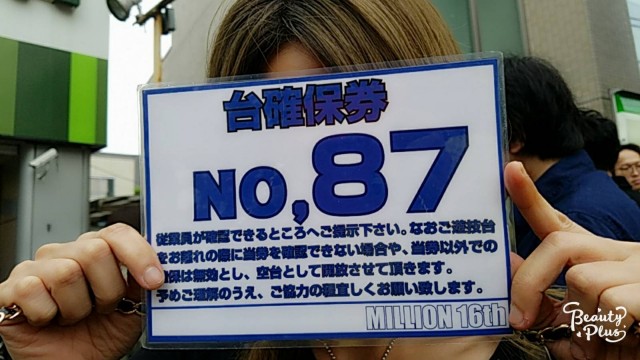 台確保券
NO,87
従業員が確認できるところへご提示下さい。なおご遊技台
をお離れの際に当券を確認できない場合や、当券以外での
確保は無効とし、空台として開放させて頂きます。
予めご理解のうえ、ご協力の程宜しくお願い致します。
MILLION 16th
Beauty
Plus